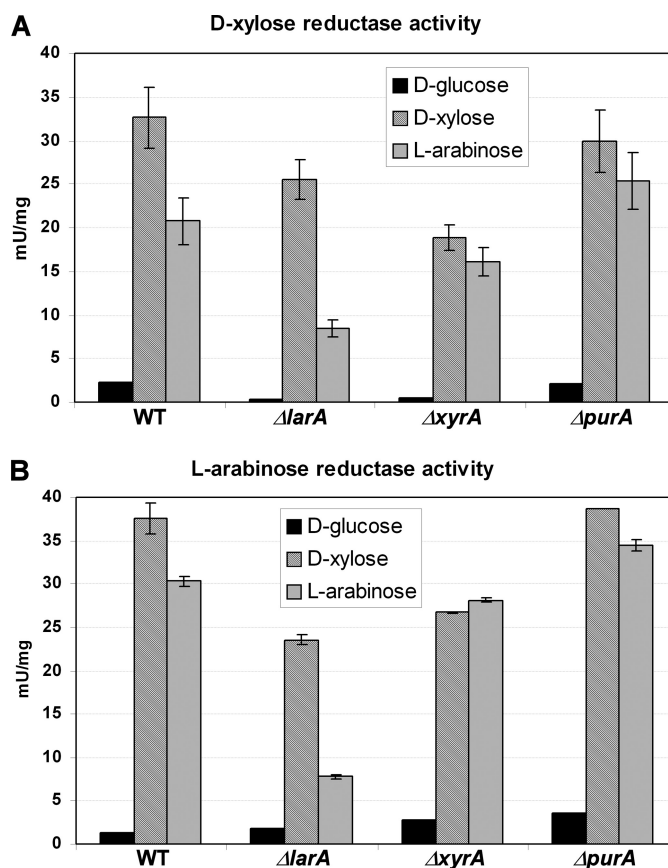 A
D-xylose reductase activity
40
35
30
25
20
15
10
5
0
mU/mg
D-glucose
D-xylose
L-arabinose
WT
ΔlarA
ΔxyrA
ΔpurA
B
L-arabinose reductase activity
40
35
30
25
20
15
10
5
0
mU/mg
D-glucose
D-xylose
L-arabinose
WT
ΔlarA
ΔxyrA
ΔpurA